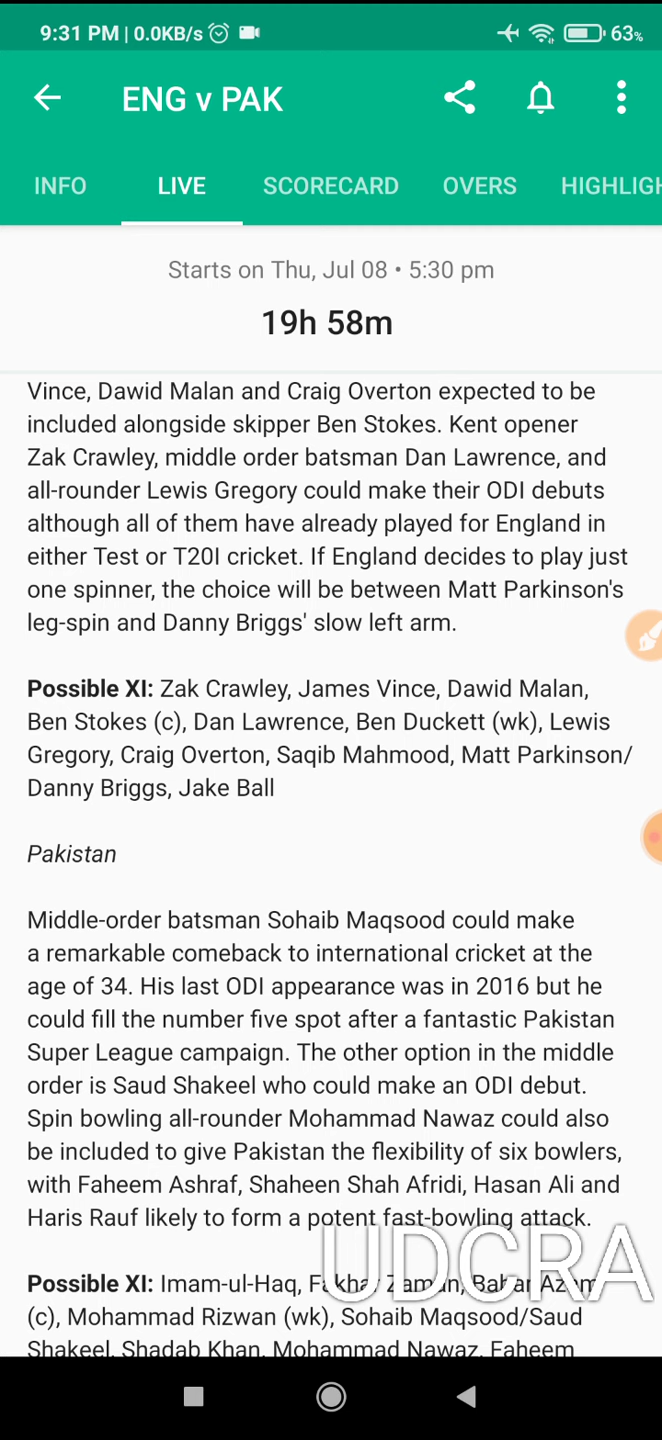 9:31 PM | 0.0KB/s
63%
ENG v PAK
INFO LIVE SCORECARD OVERS HIGHLIGH
Starts on Thu, Jul 08 • 5:30 pm
19h 58m
Vince, Dawid Malan and Craig Overton expected to be
included alongside skipper Ben Stokes. Kent opener
Zak Crawley, middle order batsman Dan Lawrence, and
all-rounder Lewis Gregory could make their ODI debuts
although all of them have already played for England in
either Test or T20I cricket. If England decides to play just
one spinner, the choice will be between Matt Parkinson's
leg-spin and Danny Briggs' slow left arm.
Possible XI: Zak Crawley, James Vince, Dawid Malan,
Ben Stokes (c), Dan Lawrence, Ben Duckett (wk), Lewis
Gregory, Craig Overton, Saqib Mahmood, Matt Parkinson/
Danny Briggs, Jake Ball
Pakistan
Middle-order batsman Sohaib Maqsood could make
a remarkable comeback to international cricket at the
age of 34. His last ODI appearance was in 2016 but he
could fill the number five spot after a fantastic Pakistan
Super League campaign. The other option in the middle
order is Saud Shakeel who could make an ODI debut.
Spin bowling all-rounder Mohammad Nawaz could also
be included to give Pakistan the flexibility of six bowlers,
with Faheem Ashraf, Shaheen Shah Afridi, Hasan Ali and
Haris Rauf likely to form a potent fast-bowling attack.
UDCRA
Possible XI: Imam-ul-Haq, Fakhar Zaman, Babar Azam
(c), Mohammad Rizwan (wk), Sohaib Maqsood/Saud
Shakeel, Shadab Khan, Mohammad Nawaz, Faheem